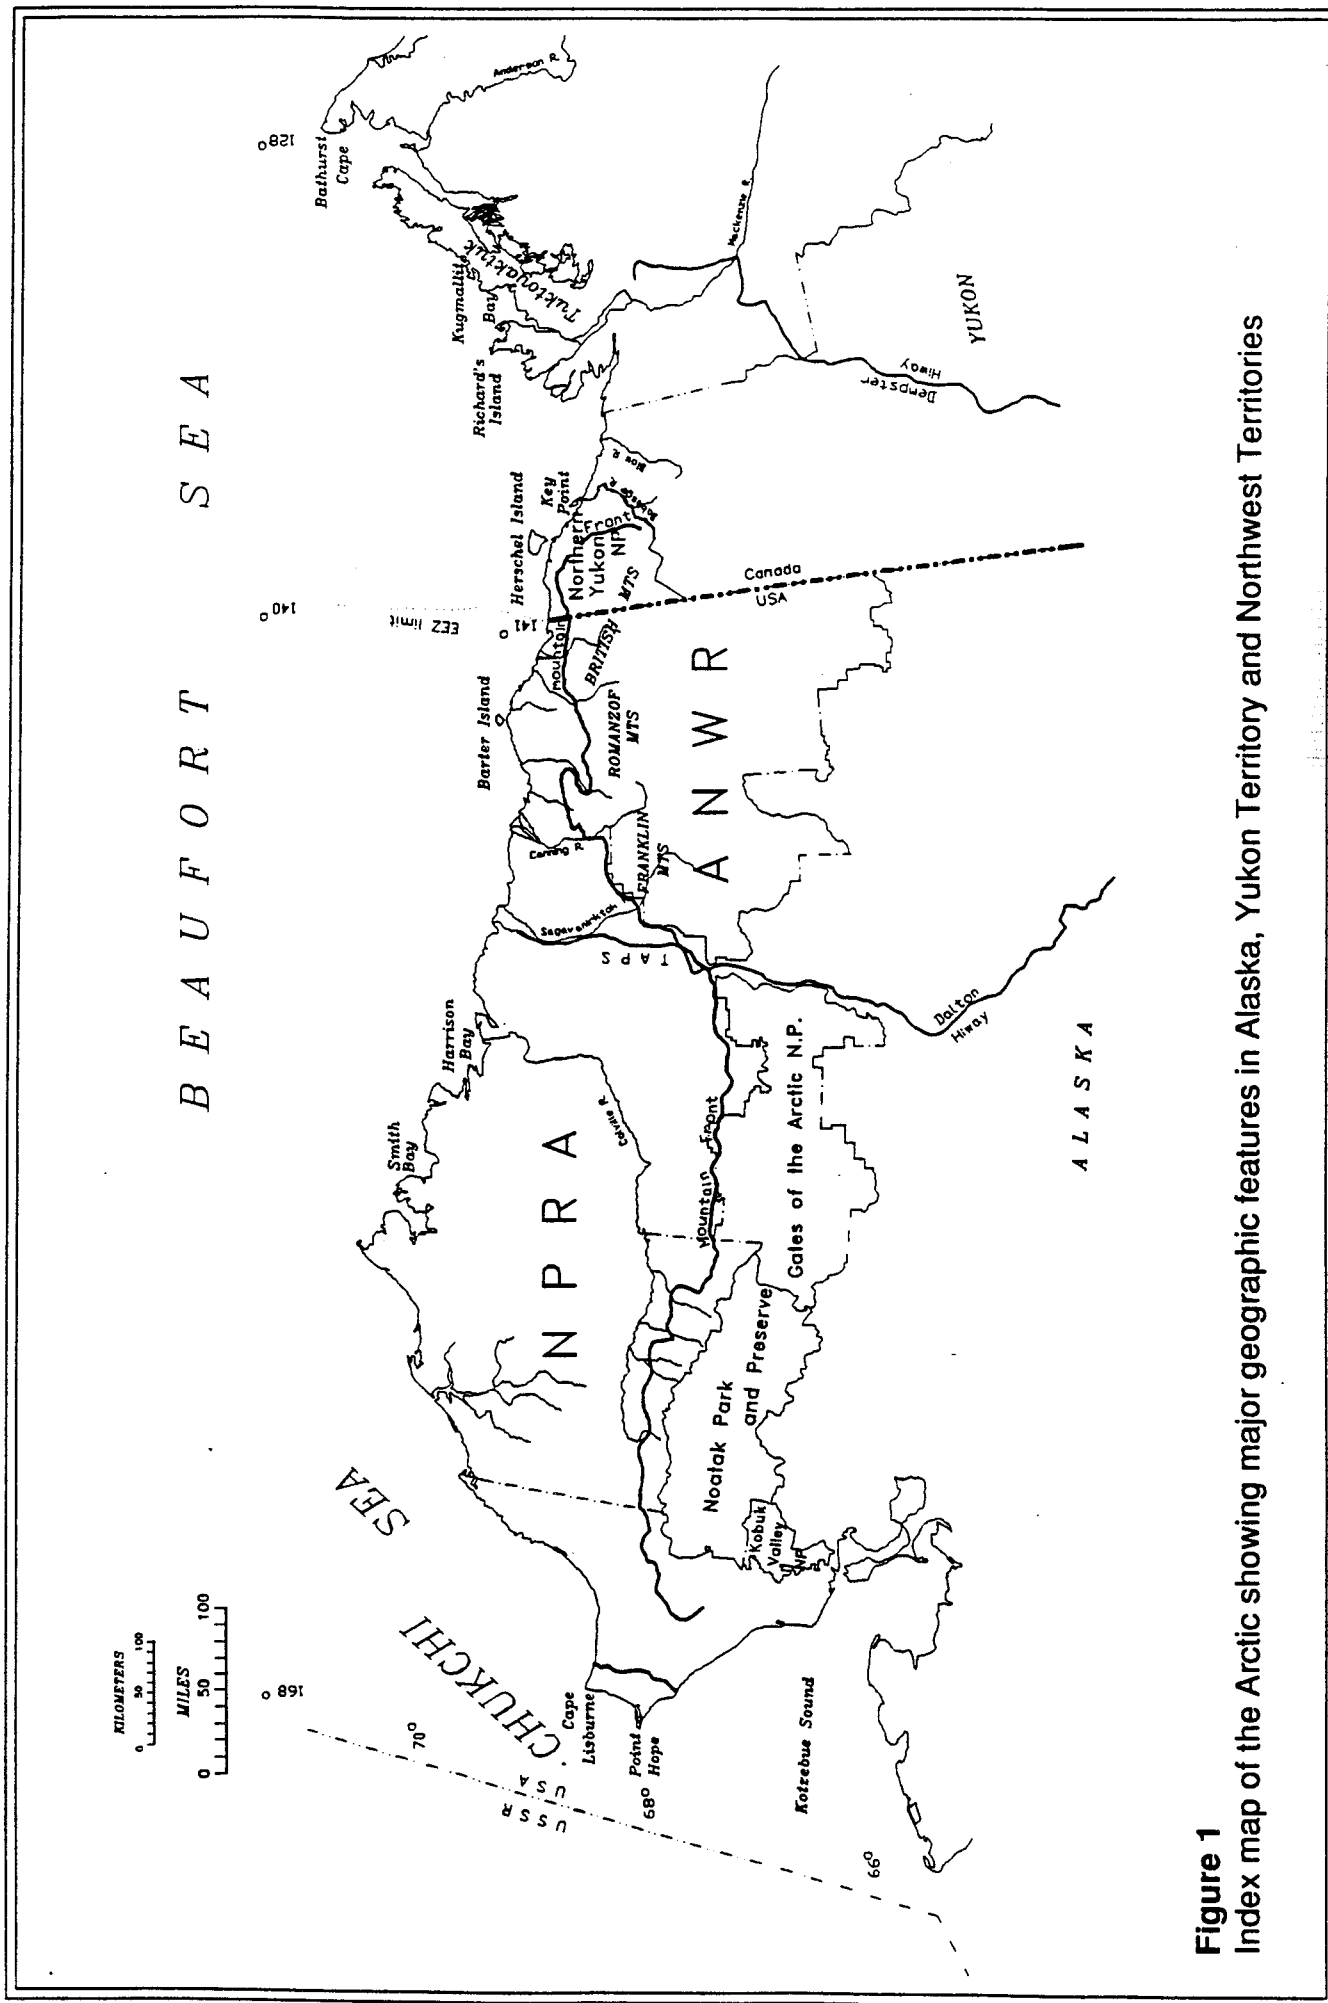 BEAUFORT SEA
CHUKCHI
SEA
KILOMETERS
0 50 100
MILES
0 50 100
168°
140°
128°
70°
68°
66°
141°
EEZ limit
USSR
USA
Cape
Lisburne
Point
Hope
Kotzebue Sound
Smith
Bay
Harrison
Bay
Barter Island
Herschel Island
Key
Point
Richard's
Island
Kugmallit
Bay
Tuktoyaktuk
Bathurst
Cape
Anderson R.
Mackenzie R.
Blow R.
Babbage R.
Northern
Yukon
NP
Front
mountain
BRITISH
MTS
ROMANZOF
MTS
FRANKLIN
MTS
Canning R.
Sagavanirktok
TAPS
Colville R.
NPRA
ANWR
Canada
USA
YUKON
Dempster
Hiway
Dalton
Hiway
Mountain Front
Gates of the Arctic N.P.
Noatak Park
and Preserve
Kobuk
Valley
NP
ALASKA
Figure 1
Index map of the Arctic showing major geographic features in Alaska, Yukon Territory and Northwest Territories